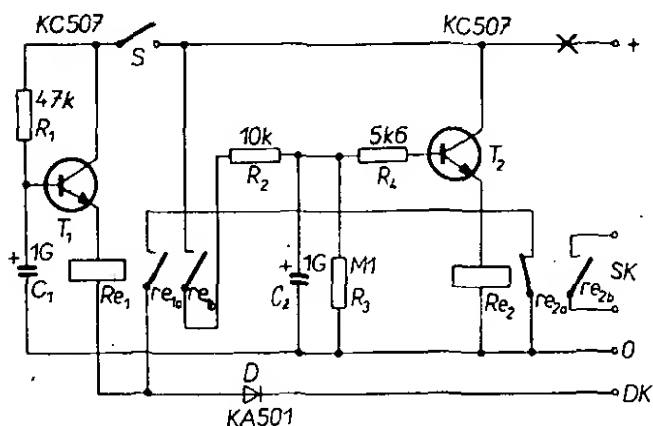 KC507
KC507
S
+
47k
R1
10k
R2
5k6
R4
T2
T1
+
1G
C1
Re1
re1a
re1b
+
1G
C2
M1
R3
Re2
re2a
re2b
SK
0
D
KA501
DK